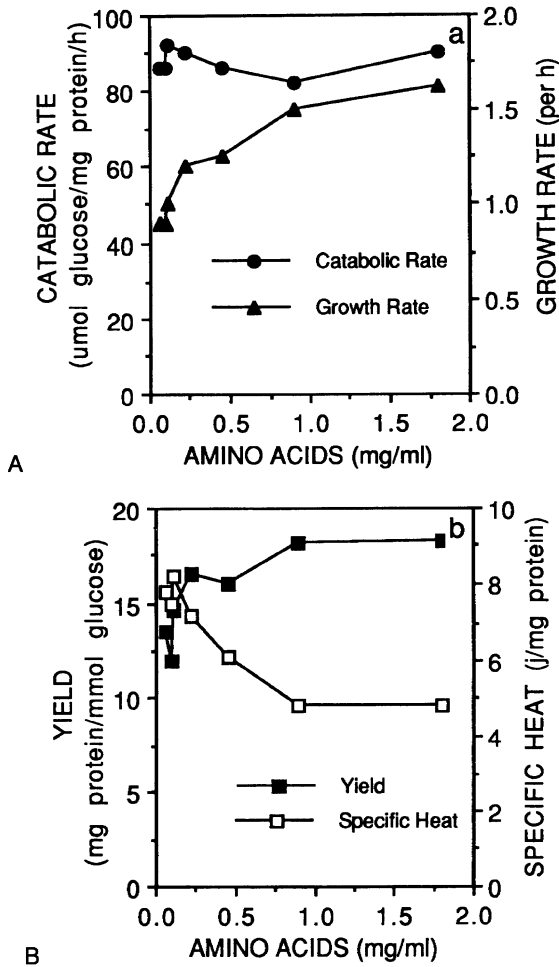 a
100
80
60
40
20
0
CATABOLIC RATE
(umol glucose/mg protein/h)
2.0
1.5
1.0
0.5
0.0
GROWTH RATE (per h)
Catabolic Rate
Growth Rate
0.0 0.5 1.0 1.5 2.0
AMINO ACIDS (mg/ml)
A
b
20
15
10
5
0
YIELD
(mg protein/mmol glucose)
10
8
6
4
2
0
SPECIFIC HEAT (j/mg protein)
Yield
Specific Heat
0.0 0.5 1.0 1.5 2.0
AMINO ACIDS (mg/ml)
B